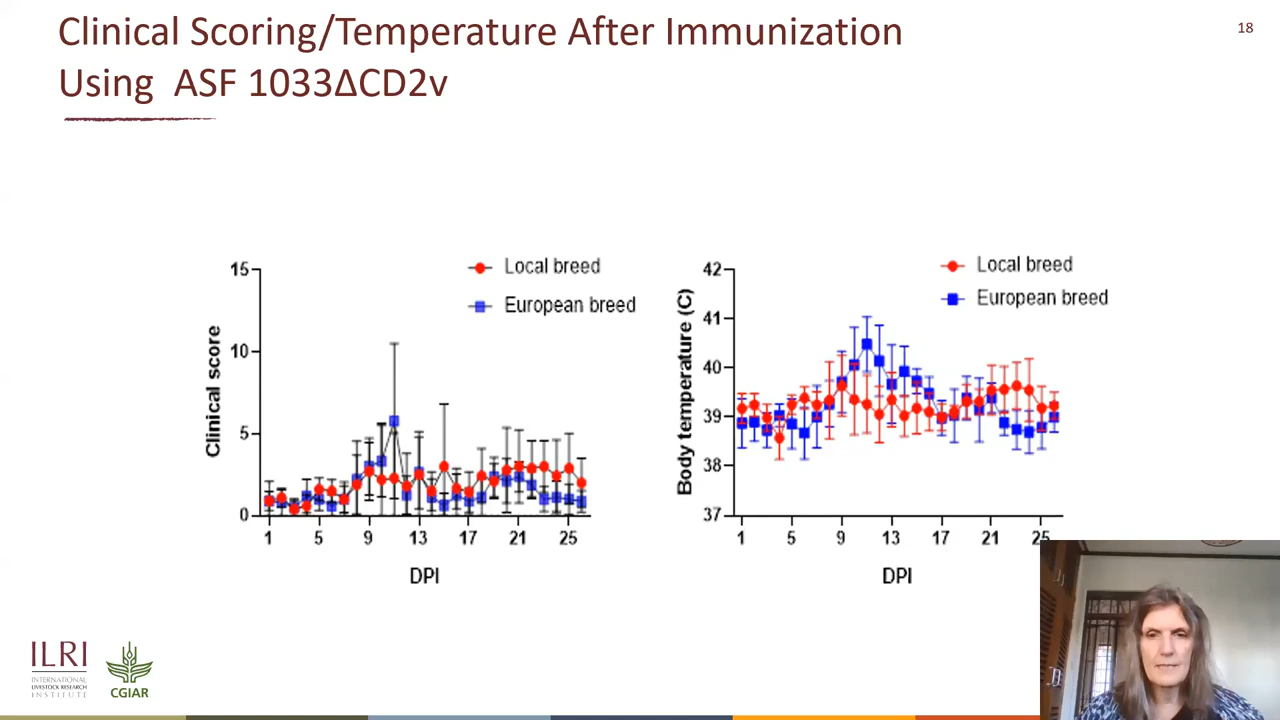 Clinical Scoring/Temperature After Immunization
Using ASF 1033ΔCD2v
18
Clinical score
15
10
5
0
Local breed
European breed
1 5 9 13 17 21 25
DPI
Body temperature (C)
42
41
40
39
38
37
Local breed
European breed
1 5 9 13 17 21 25
DPI
ILRI
INTERNATIONAL
LIVESTOCK RESEARCH
INSTITUTE
CGIAR